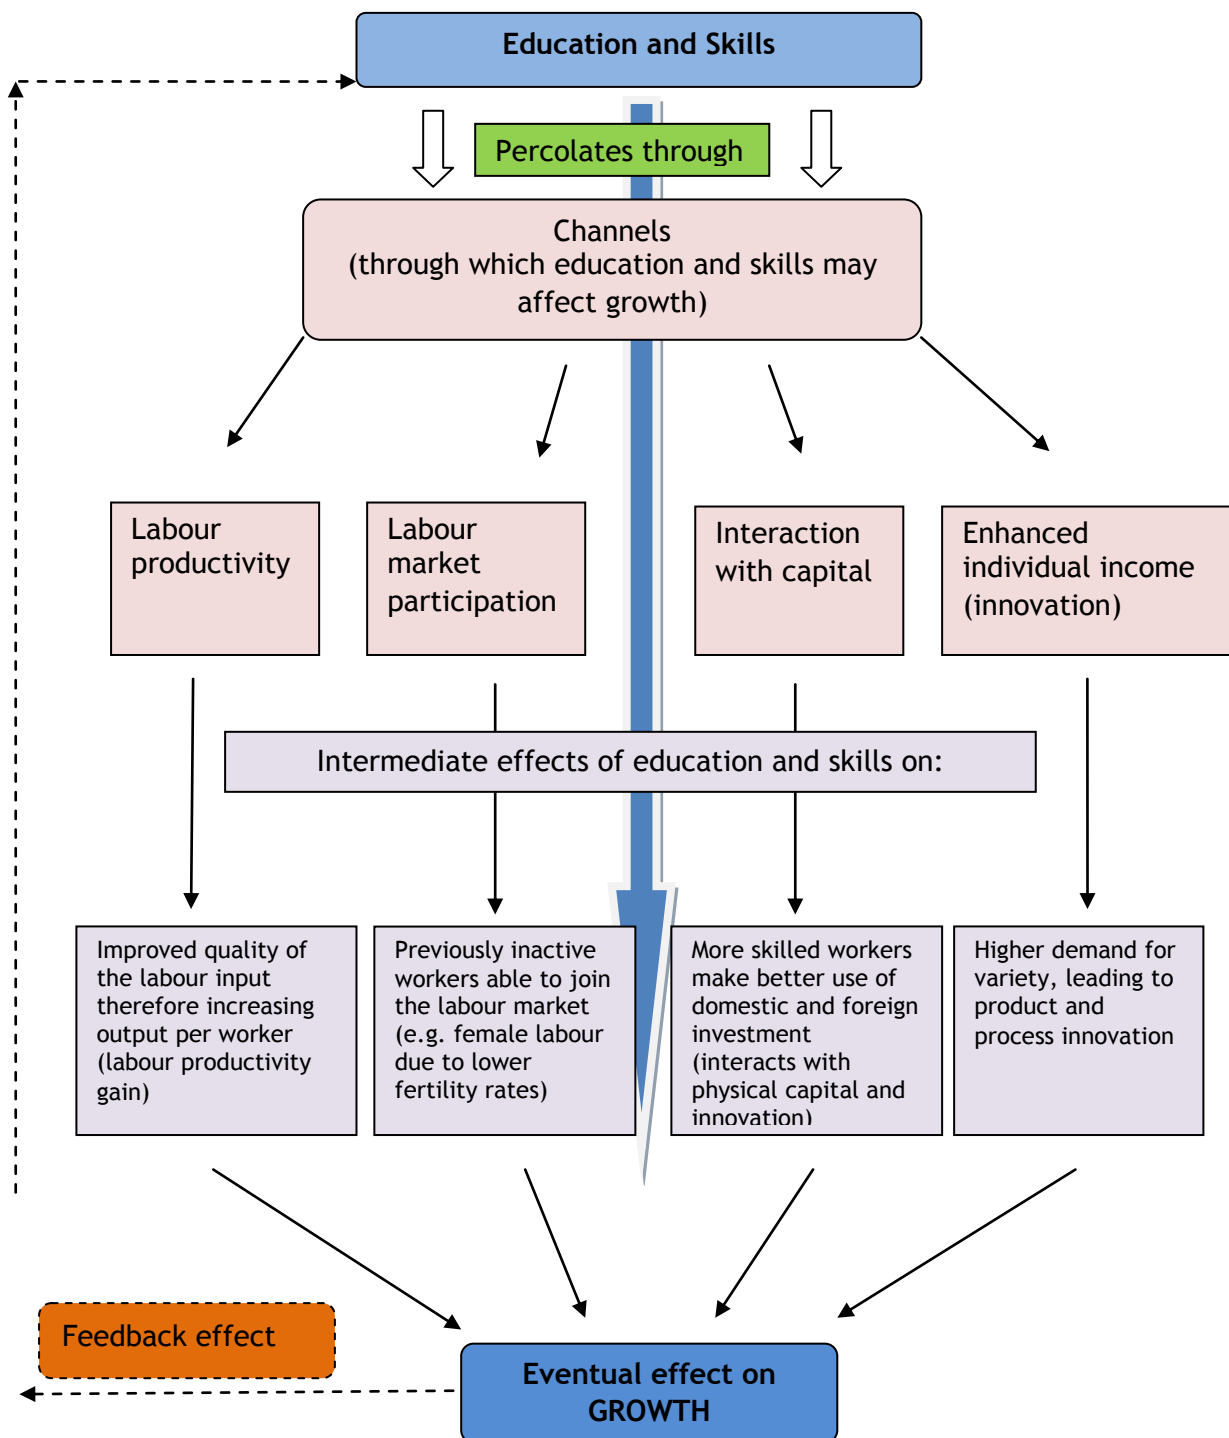 Education and Skills
Percolates through
Channels
(through which education and skills may
affect growth)
Labour
productivity
Labour
market
participation
Interaction
with capital
Enhanced
individual income
(innovation)
Intermediate effects of education and skills on:
Improved quality of
the labour input
therefore increasing
output per worker
(labour productivity
gain)
Previously inactive
workers able to join
the labour market
(e.g. female labour
due to lower
fertility rates)
More skilled workers
make better use of
domestic and foreign
investment
(interacts with
physical capital and
innovation)
Higher demand for
variety, leading to
product and
process innovation
Feedback effect
Eventual effect on
GROWTH